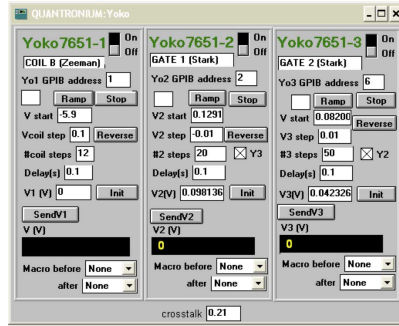 QUANTRONIUM:Yoko
Yoko7651-1 On
Off
COIL B (Zeeman)
Yo1 GPIB address 1
Ramp Stop
V start -5.9
Vcoil step 0.1 Reverse
#coil steps 12
Delay(s) 0.1
V1 (V) 0 Init
SendV1
V (V)
Macro before None
after None
Yoko7651-2 On
Off
GATE 1 (Stark)
Yo2 GPIB address 2
Ramp Stop
V2 start 0.1291
V2 step -0.01 Reverse
#2 steps 20 Y3
Delay(s) 0.1
V2(V) 0.098136 Init
SendV2
V2 (V)
0
Macro before None
after None
Yoko7651-3 On
Off
GATE 2 (Stark)
Yo3 GPIB address 6
Ramp Stop
V start 0.08200 Reverse
V3 step 0.01
#3 steps 50 Y2
Delay(s) 0.1
V3(V) 0.042326 Init
SendV3
V3 (V)
0
Macro before None
after None
crosstalk 0.21